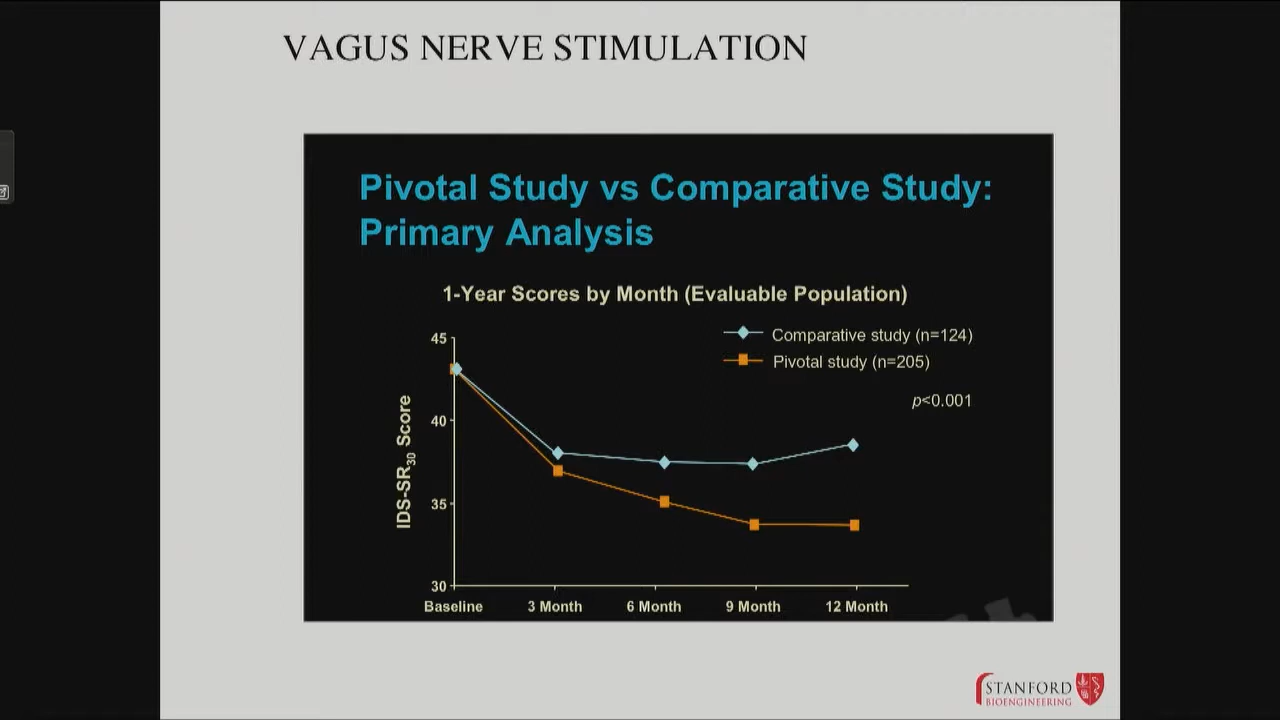 VAGUS NERVE STIMULATION
Pivotal Study vs Comparative Study:
Primary Analysis
1-Year Scores by Month (Evaluable Population)
Comparative study (n=124)
Pivotal study (n=205)
p<0.001
IDS-SR30 Score
45
40
35
30
Baseline 3 Month 6 Month 9 Month 12 Month
STANFORD
BIOENGINEERING